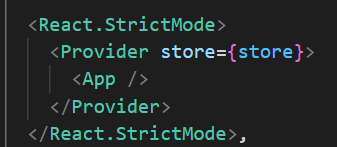 <React.StrictMode>
  <Provider store={store}>
    <App />
  </Provider>
</React.StrictMode>,